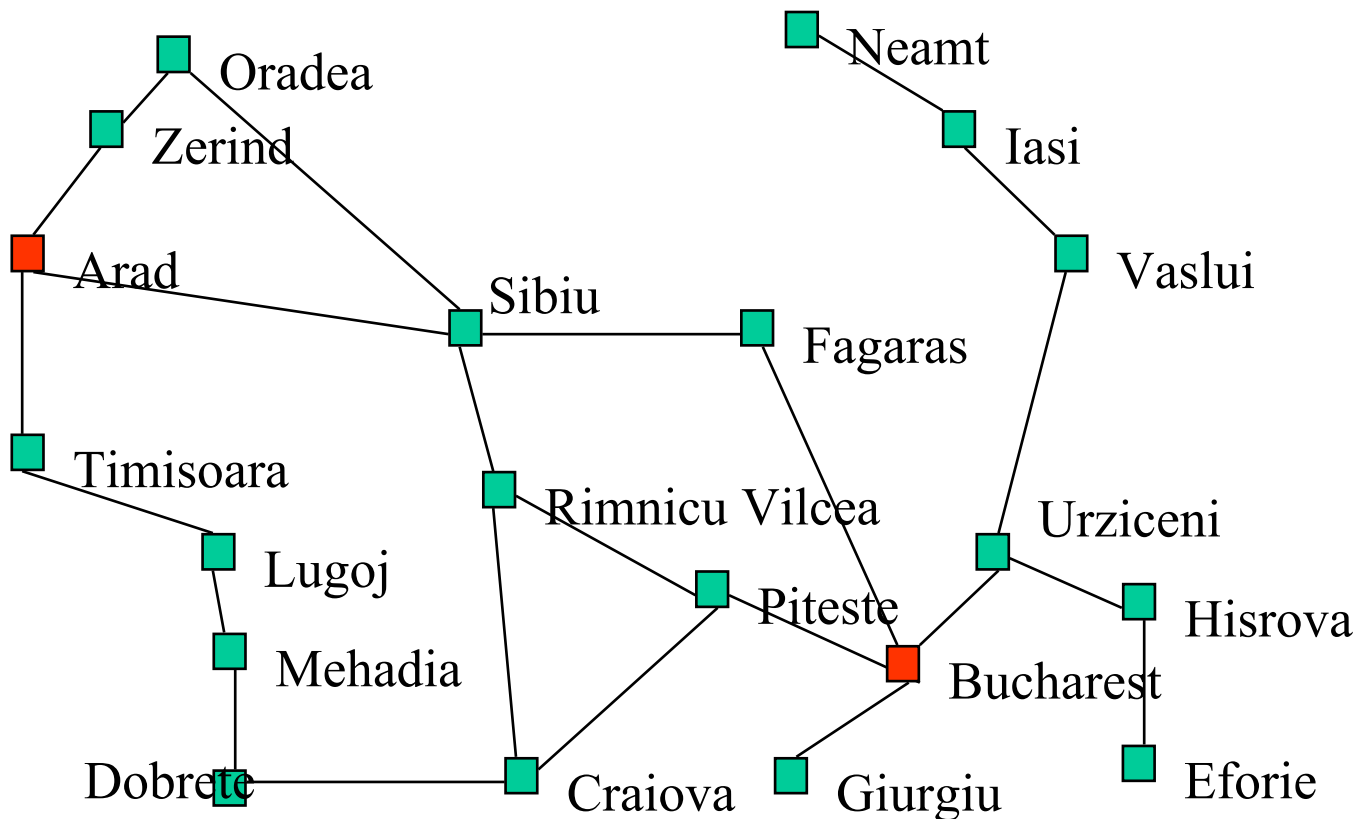 Neamt
Oradea
Zerind
Iasi
Arad
Vaslui
Sibiu
Fagaras
Timisoara
Rimnicu Vilcea
Urziceni
Lugoj
Piteste
Hisrova
Mehadia
Bucharest
Dobrete
Craiova
Giurgiu
Eforie